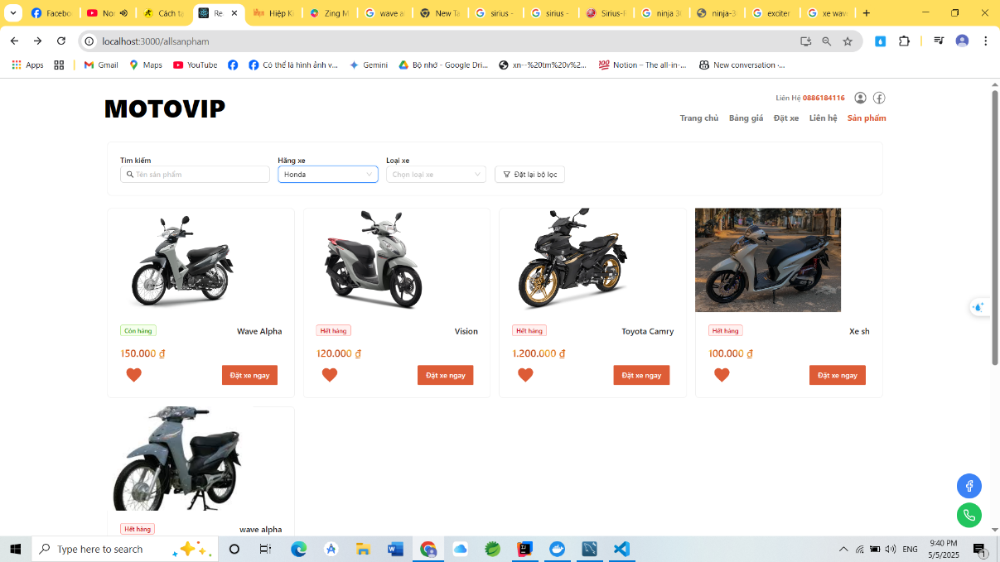 Faceboo
Nơ
Cách tạ
Re
Hiệp Ki
Zing M
wave a
New Ta
sirius -
sirius -
Sirius-F
ninja 30
ninja-3
exciter
xe wav
localhost:3000/allsanpham
Apps
Gmail
Maps
YouTube
Có thể là hình ảnh v...
Gemini
Bộ nhớ - Google Dri...
xn--%20tm%20v%2...
Notion – The all-in-...
New conversation -...
MOTOVIP
Liên Hệ 0886184116
Trang chủ Bảng giá Đặt xe Liên hệ Sản phẩm
Tìm kiếm
Tên sản phẩm
Hãng xe
Honda
Loại xe
Chọn loại xe
Đặt lại bộ lọc
Còn hàng Wave Alpha
150.000 ₫
Đặt xe ngay
Hết hàng Vision
120.000 ₫
Đặt xe ngay
Hết hàng Toyota Camry
1.200.000 ₫
Đặt xe ngay
Hết hàng Xe sh
100.000 ₫
Đặt xe ngay
Hết hàng wave alpha
Type here to search
ENG
9:40 PM
5/5/2025
1